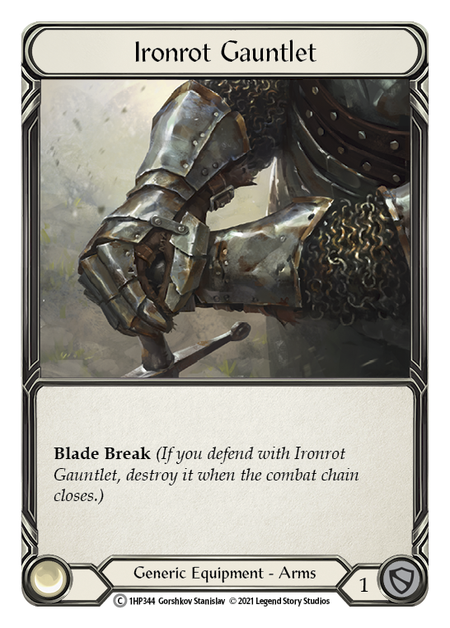 Ironrot Gauntlet
Blade Break (If you defend with Ironrot
Gauntlet, destroy it when the combat chain
closes.)
Generic Equipment - Arms
1
C 1HP344 Gorshkov Stanislav © 2021 Legend Story Studios